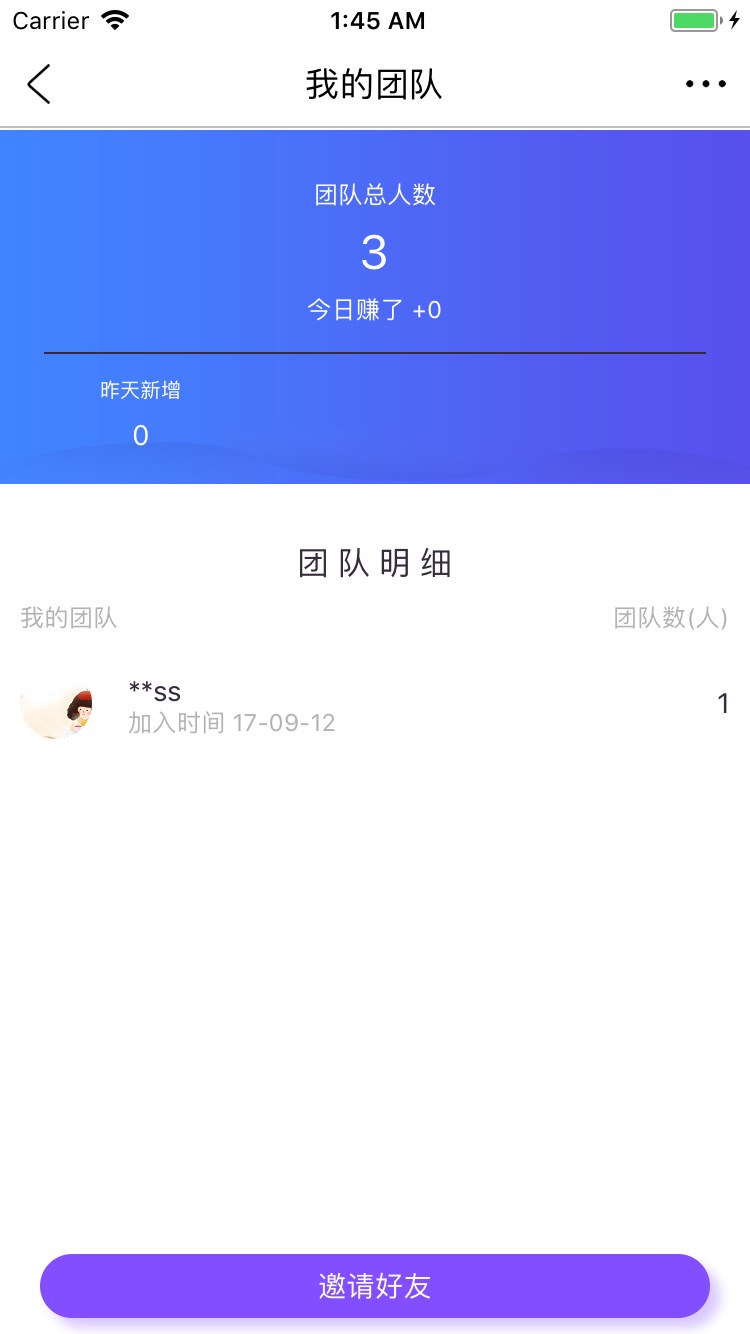 Carrier 1:45 AM
我的团队
团队总人数
3
今日赚了 +0
昨天新增
0
团队明细
我的团队 团队数(人)
**ss 1
加入时间 17-09-12
邀请好友